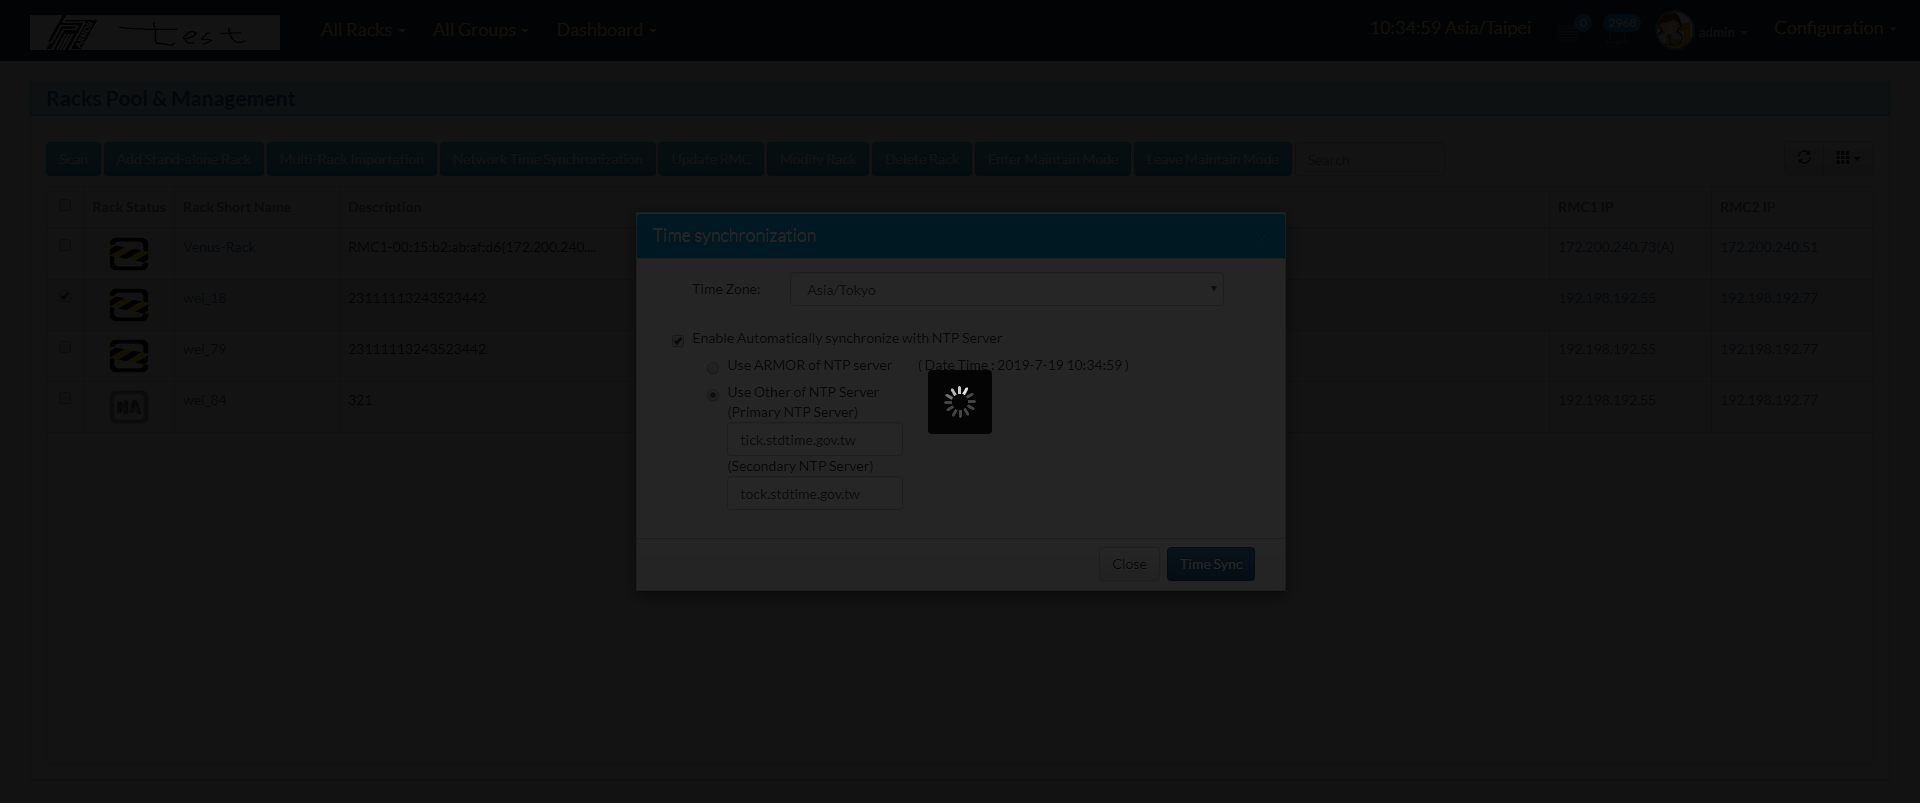 test
All Racks
All Groups
Dashboard
10:34:59 Asia/Taipei
0
2968
admin
Configuration
Racks Pool & Management
Scan
Add Stand-alone Rack
Multi-Rack Importation
Network Time Synchronization
Update RMC
Modify Rack
Delete Rack
Enter Maintain Mode
Leave Maintain Mode
Search
Rack Status
Rack Short Name
Description
RMC1 IP
RMC2 IP
Venus-Rack
RMC1-00:15:b2:ab:af:d6(172.200.240....
172.200.240.73(A)
172.200.240.51
wel_18
23111113243523442
192.198.192.55
192.198.192.77
wel_79
23111113243523442
192.198.192.55
192.198.192.77
NA
wel_84
321
192.198.192.55
192.198.192.77
Time synchronization
Time Zone:
Asia/Tokyo
Enable Automatically synchronize with NTP Server
Use ARMOR of NTP server
( Date Time : 2019-7-19 10:34:59 )
Use Other of NTP Server
(Primary NTP Server)
tick.stdtime.gov.tw
(Secondary NTP Server)
tock.stdtime.gov.tw
Close
Time Sync